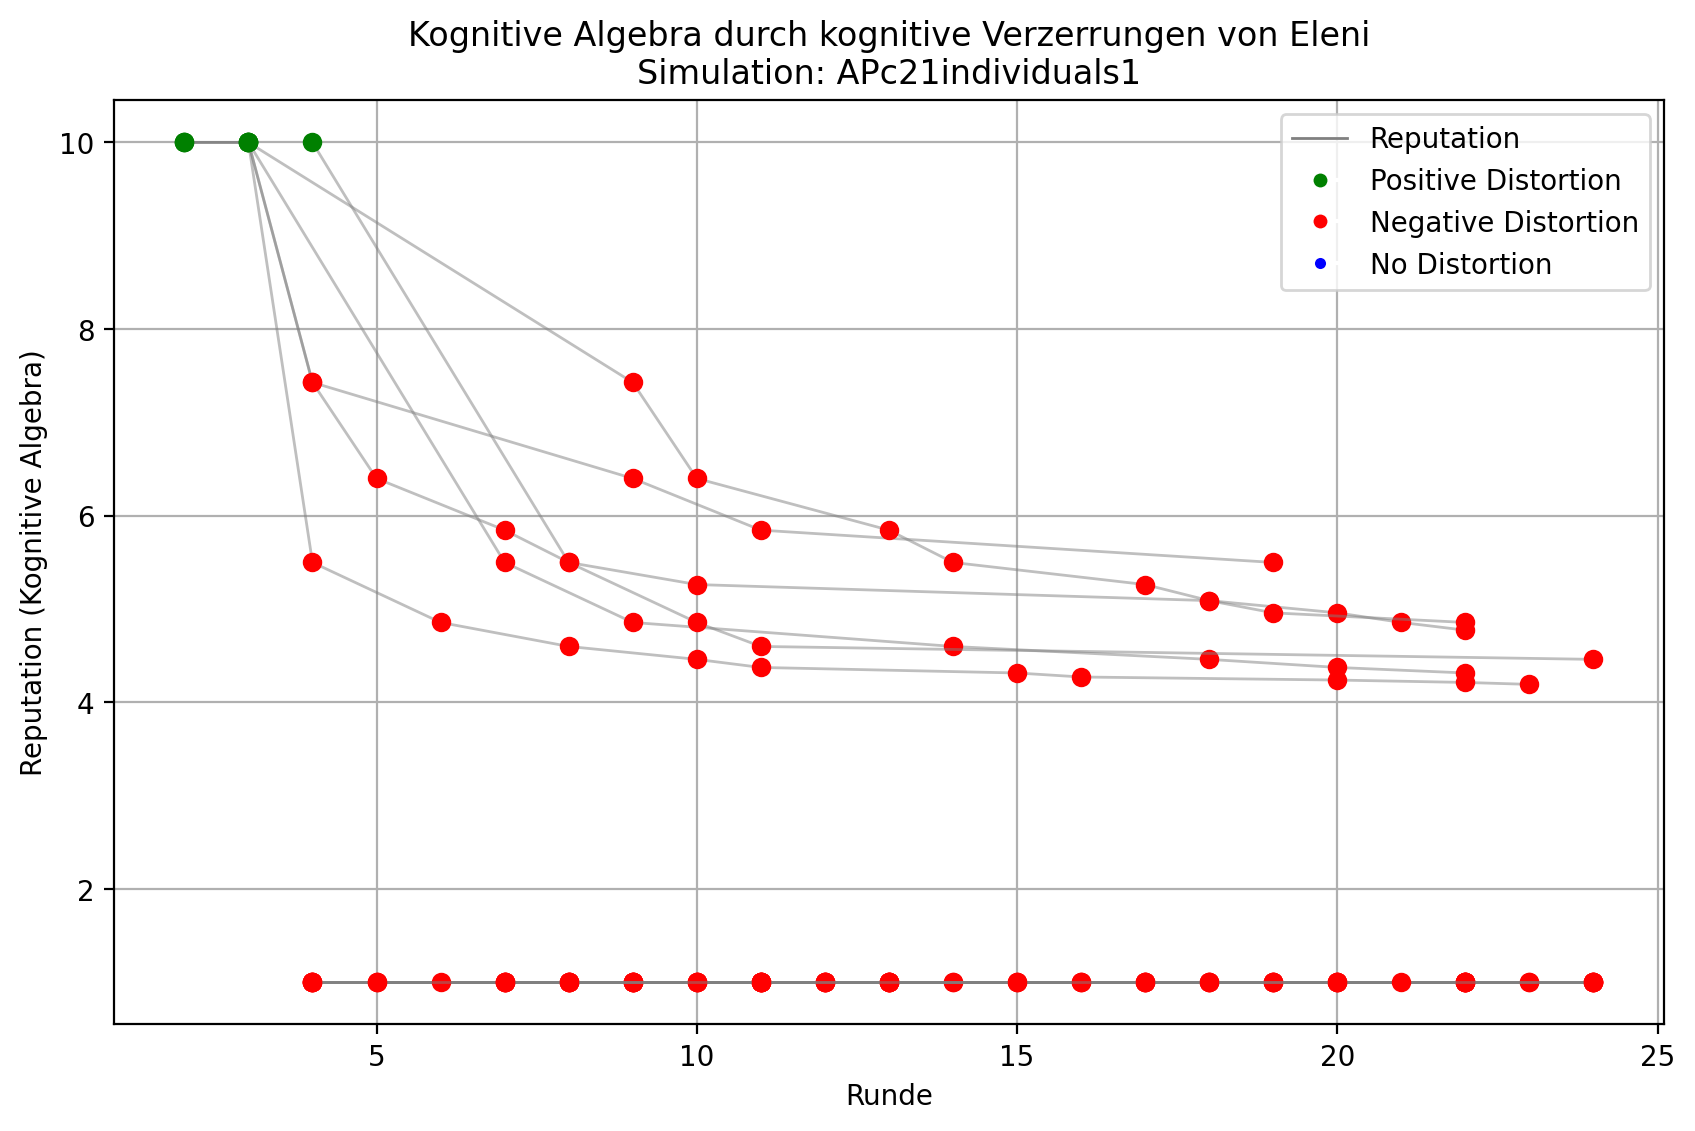 Kognitive Algebra durch kognitive Verzerrungen von Eleni
Simulation: APc21individuals1
Reputation (Kognitive Algebra)
10
8
6
4
2
Reputation
Positive Distortion
Negative Distortion
No Distortion
5
10
15
20
25
Runde